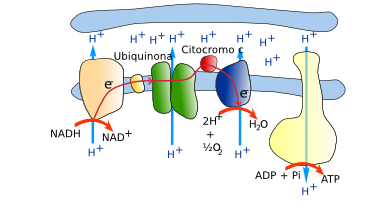 H+ H+ H+ H+ H+ H+ H+ H+
H+
Ubiquinona
Citocromo c
e-
e-
NADH
NAD+
H+
H+
2H+
+
½O2
H2O
H+
ADP + Pi
ATP
H+